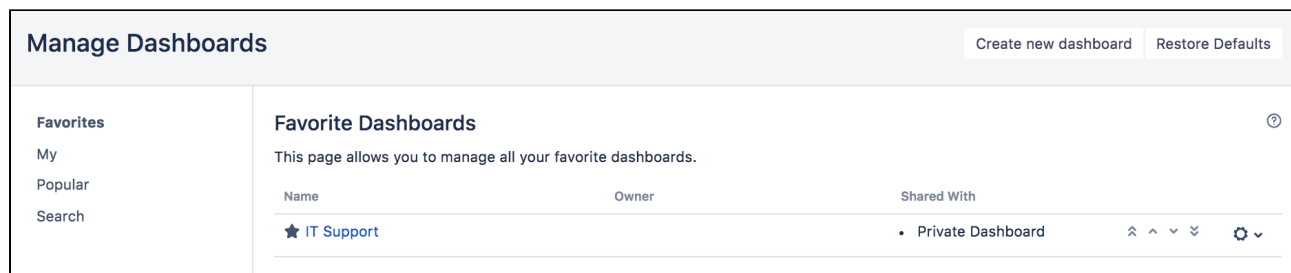 Manage Dashboards
Create new dashboard Restore Defaults
Favorites
My
Popular
Search
Favorite Dashboards
This page allows you to manage all your favorite dashboards.
Name Owner Shared With
IT Support • Private Dashboard